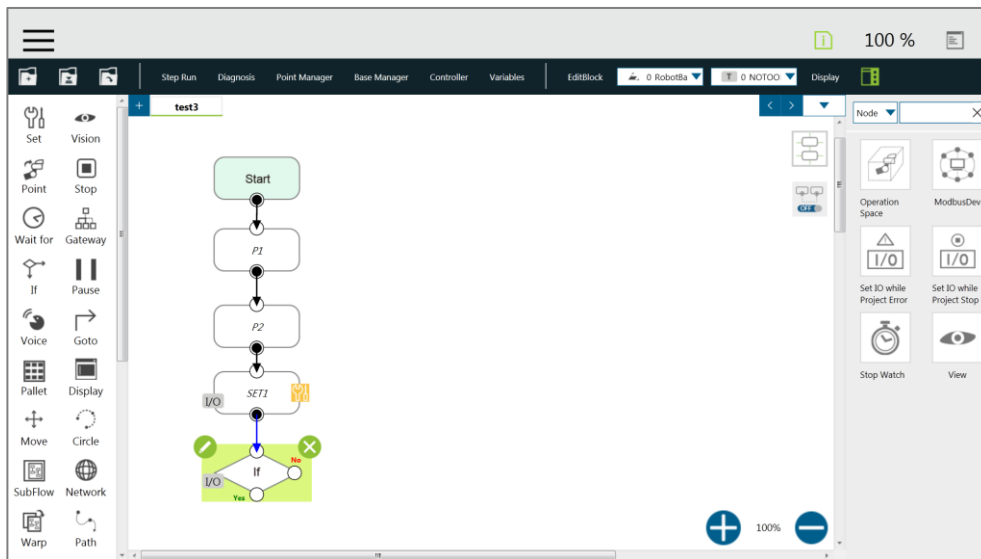 100 %
Step Run Diagnosis Point Manager Base Manager Controller Variables EditBlock 0 RobotBa T 0 NOTOO Display
test3
Node
Set Vision
Point Stop
Wait for Gateway
If Pause
Voice Goto
Pallet Display
Move Circle
SubFlow Network
Warp Path
Start
P1
P2
SET1
I/O
If
No
I/O
Yes
OFF
100%
Operation
Space
ModbusDev
I/O
I/O
Set IO while
Project Error
Set IO while
Project Stop
Stop Watch
View